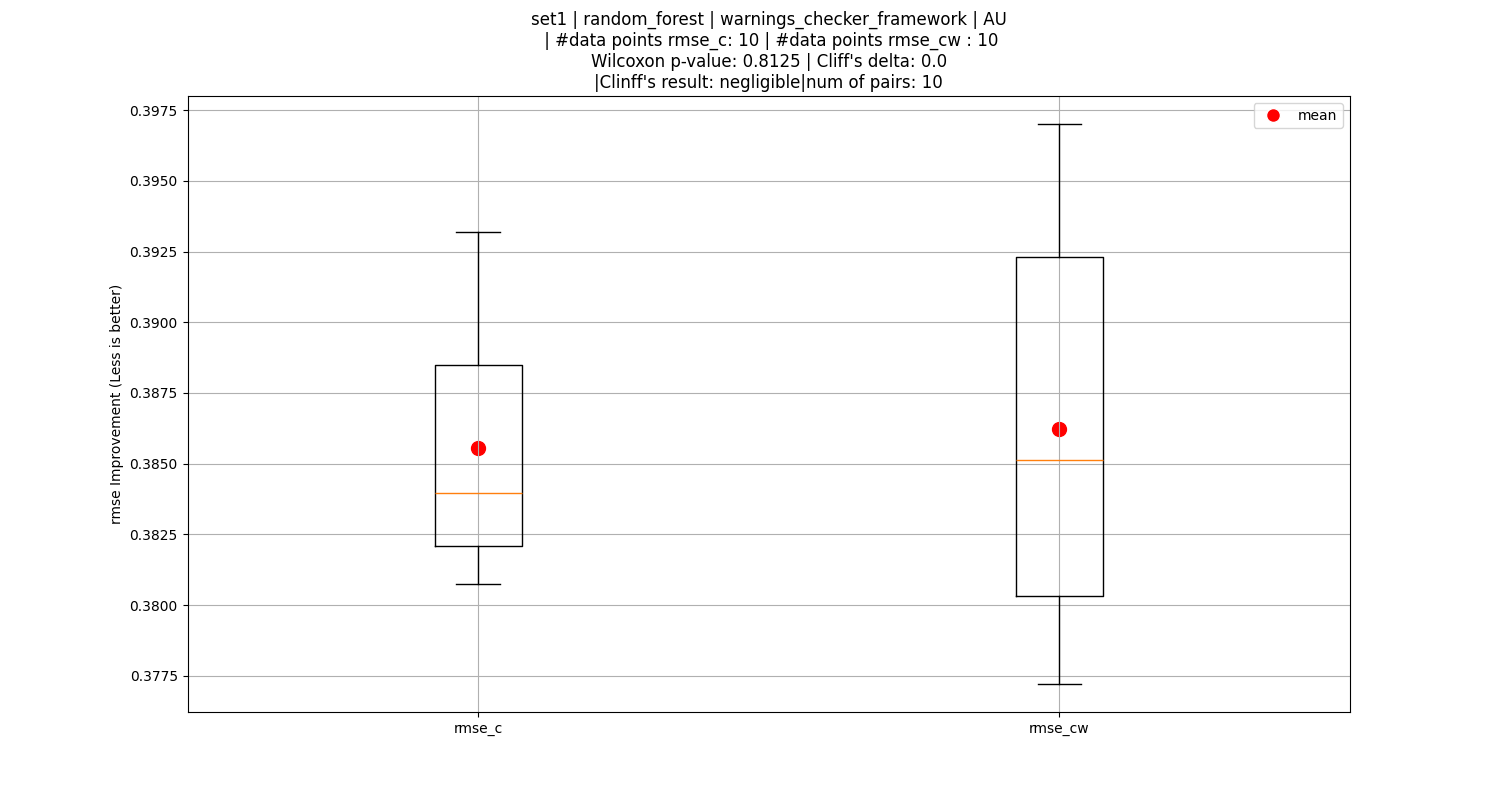 set1 | random_forest | warnings_checker_framework | AU
| #data points rmse_c: 10 | #data points rmse_cw : 10
Wilcoxon p-value: 0.8125 | Cliff's delta: 0.0
|Clinff's result: negligible|num of pairs: 10
mean
rmse Improvement (Less is better)
0.3975
0.3950
0.3925
0.3900
0.3875
0.3850
0.3825
0.3800
0.3775
rmse_c
rmse_cw